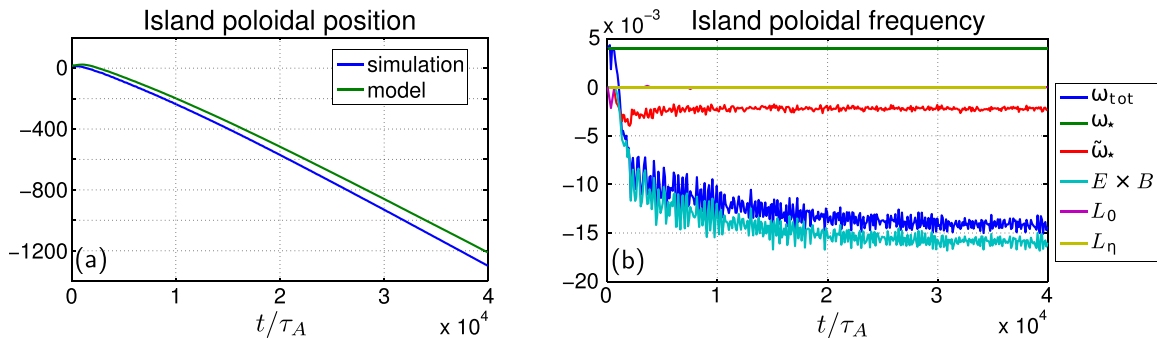 Island poloidal position
0
−400
−800
−1200
simulation
model
(a)
0
1
2
3
4
t/τ_A
x 10^4
Island poloidal frequency
x 10^−3
5
0
−5
−10
−15
−20
(b)
0
1
2
3
4
t/τ_A
x 10^4
ω_tot
ω_⋆
ω̃_⋆
E × B
L_0
L_η